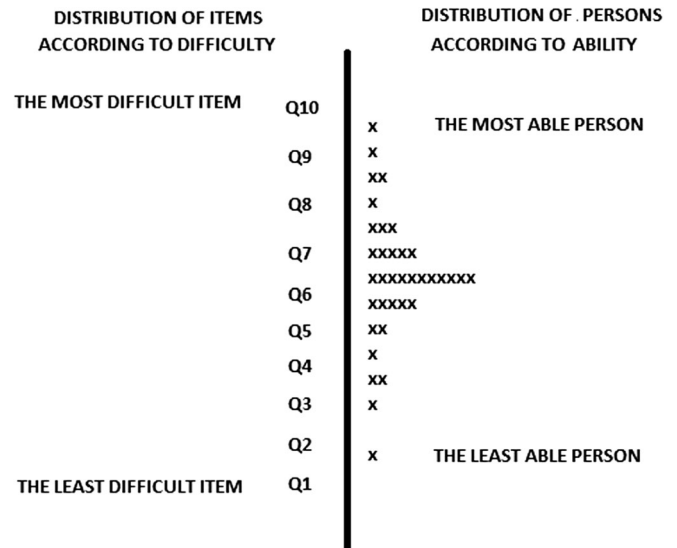 DISTRIBUTION OF ITEMS
ACCORDING TO DIFFICULTY
DISTRIBUTION OF . PERSONS
ACCORDING TO ABILITY
THE MOST DIFFICULT ITEM
Q10
x
THE MOST ABLE PERSON
Q9
x
xx
Q8
x
xxx
Q7
xxxxx
xxxxxxxxxxx
Q6
xxxxx
Q5
xx
x
Q4
xx
Q3
x
Q2
x
THE LEAST ABLE PERSON
THE LEAST DIFFICULT ITEM
Q1